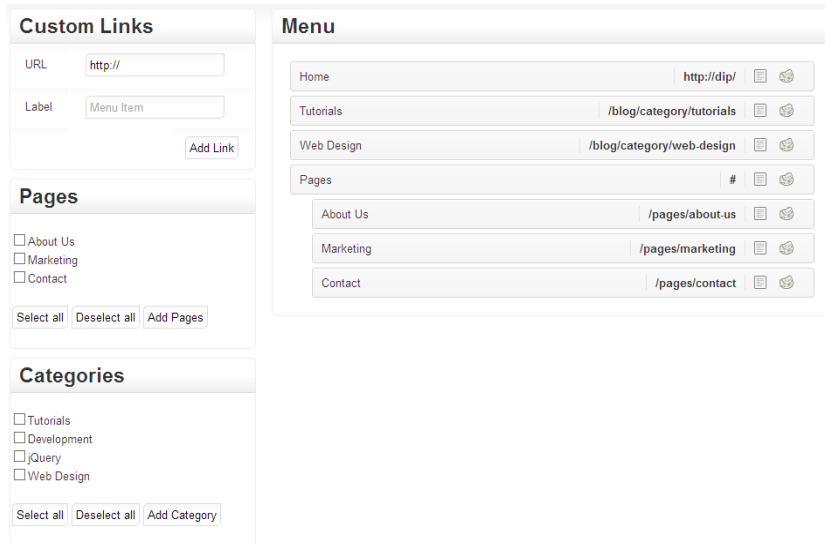 Custom Links
URL http://
Label Menu Item
Add Link
Pages
About Us
Marketing
Contact
Select all Deselect all Add Pages
Categories
Tutorials
Development
jQuery
Web Design
Select all Deselect all Add Category
Menu
Home http://dip/
Tutorials /blog/category/tutorials
Web Design /blog/category/web-design
Pages #
About Us /pages/about-us
Marketing /pages/marketing
Contact /pages/contact